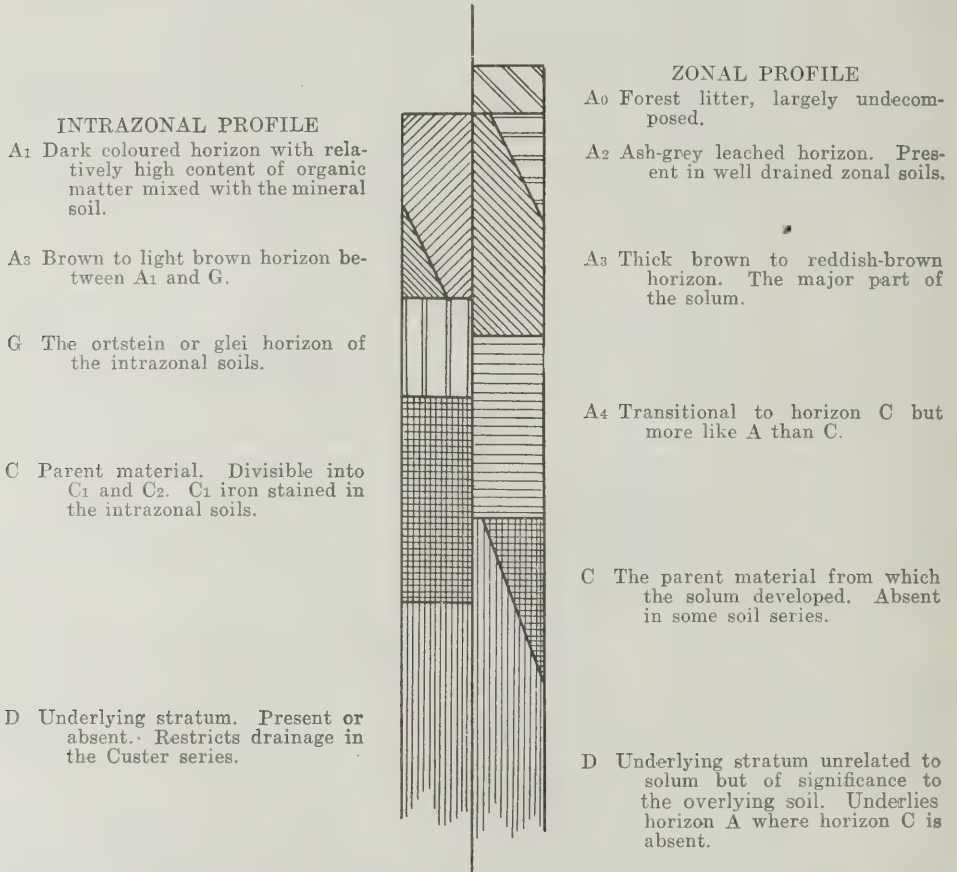 INTRAZONAL PROFILE
A1 Dark coloured horizon with rela-
tively high content of organic
matter mixed with the mineral
soil.
A3 Brown to light brown horizon be-
tween A1 and G.
G The ortstein or glei horizon of
the intrazonal soils.
C Parent material. Divisible into
C1 and C2. C1 iron stained in
the intrazonal soils.
D Underlying stratum. Present or
absent. Restricts drainage in
the Custer series.
ZONAL PROFILE
A0 Forest litter, largely undecom-
posed.
A2 Ash-grey leached horizon. Pres-
ent in well drained zonal soils.
A3 Thick brown to reddish-brown
horizon. The major part of
the solum.
A4 Transitional to horizon C but
more like A than C.
C The parent material from which
the solum developed. Absent
in some soil series.
D Underlying stratum unrelated to
solum but of significance to
the overlying soil. Underlies
horizon A where horizon C is
absent.